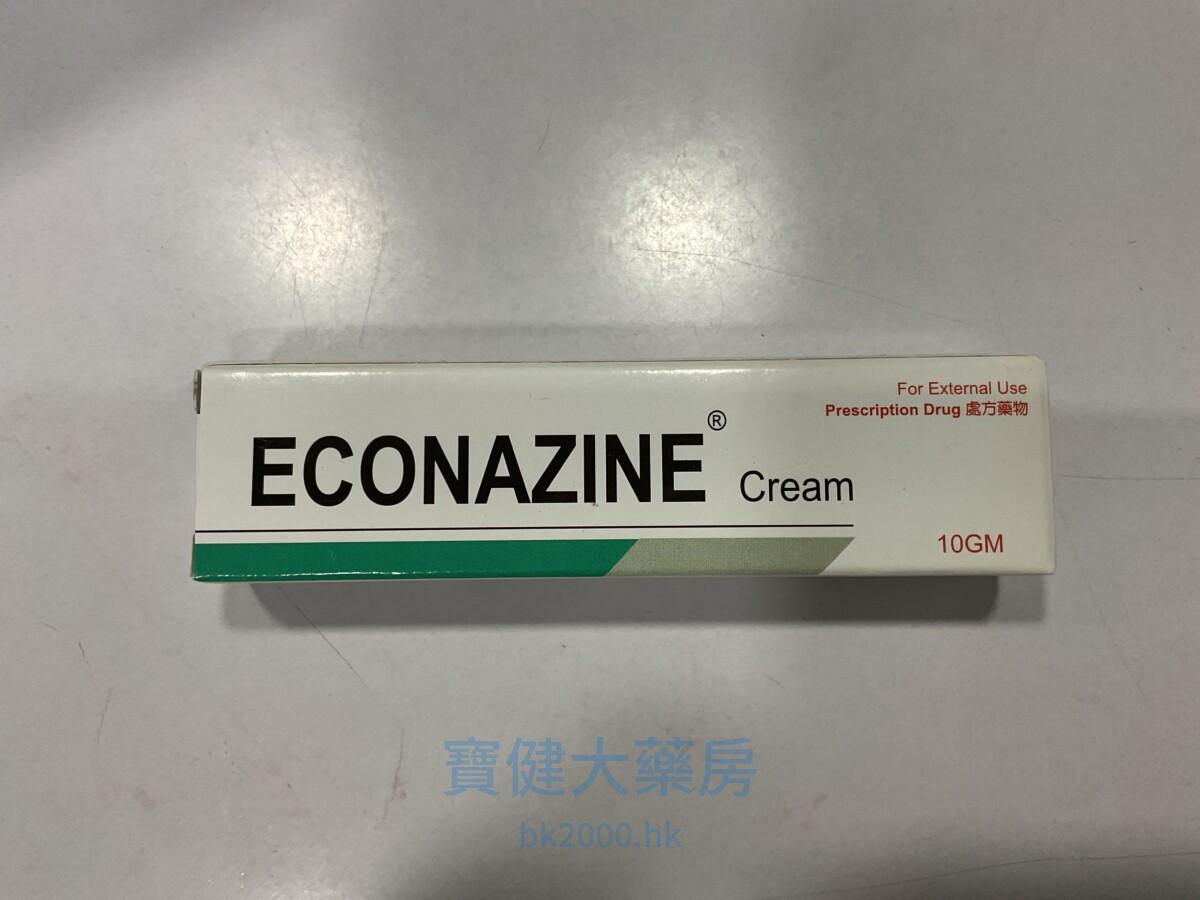 For External Use
Prescription Drug 處方藥物
ECONAZINE® Cream
10GM
寶健大藥房
bk2000.hk